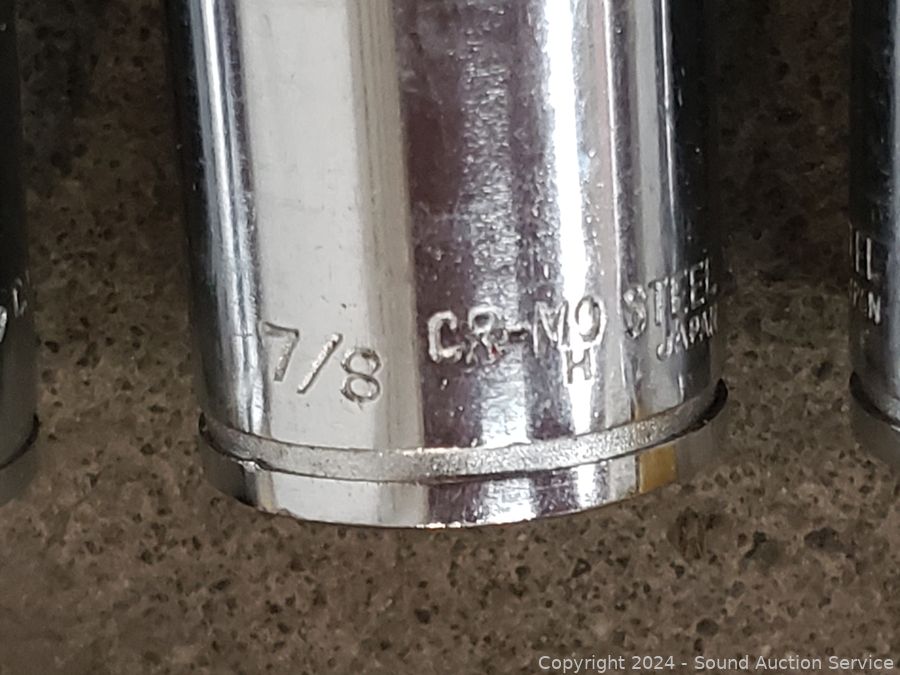 7/8 CR-MO STEEL
H JAPAN
Copyright 2024 - Sound Auction Service